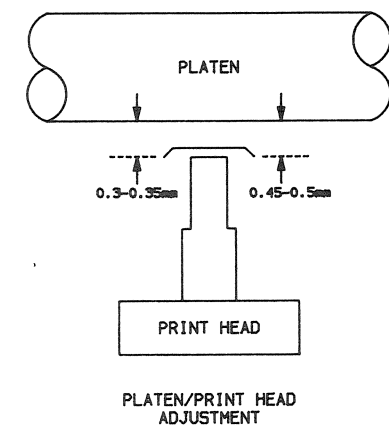 PLATEN
0.3-0.35mm
0.45-0.5mm
PRINT HEAD
PLATEN/PRINT HEAD
ADJUSTMENT